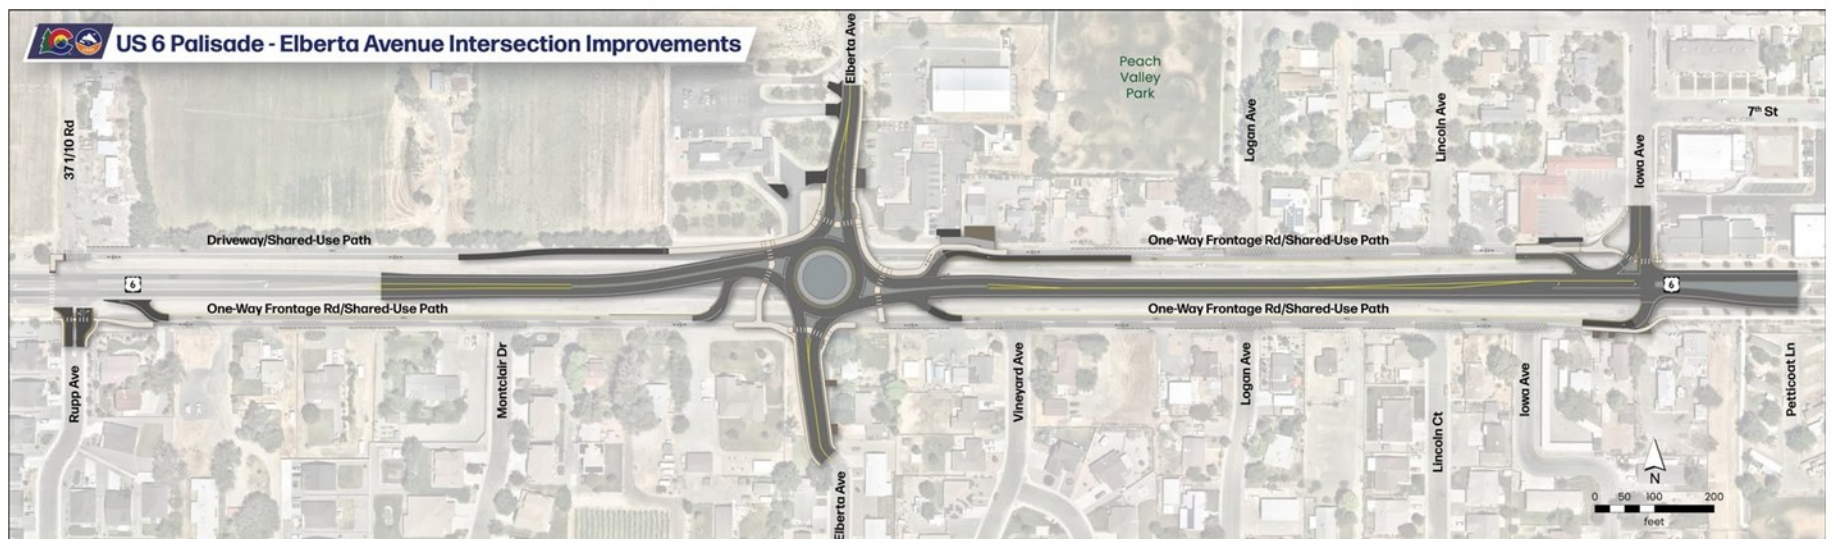 US 6 Palisade - Elberta Avenue Intersection Improvements
Elberta Ave
Peach
Valley
Park
37 1/10 Rd
Logan Ave
Lincoln Ave
Iowa Ave
7th St
Driveway/Shared-Use Path
One-Way Frontage Rd/Shared-Use Path
6
6
One-Way Frontage Rd/Shared-Use Path
One-Way Frontage Rd/Shared-Use Path
Rupp Ave
Montclair Dr
Elberta Ave
Vineyard Ave
Logan Ave
Lincoln Ct
Iowa Ave
Petticoat Ln
N
0 50 100 200
feet